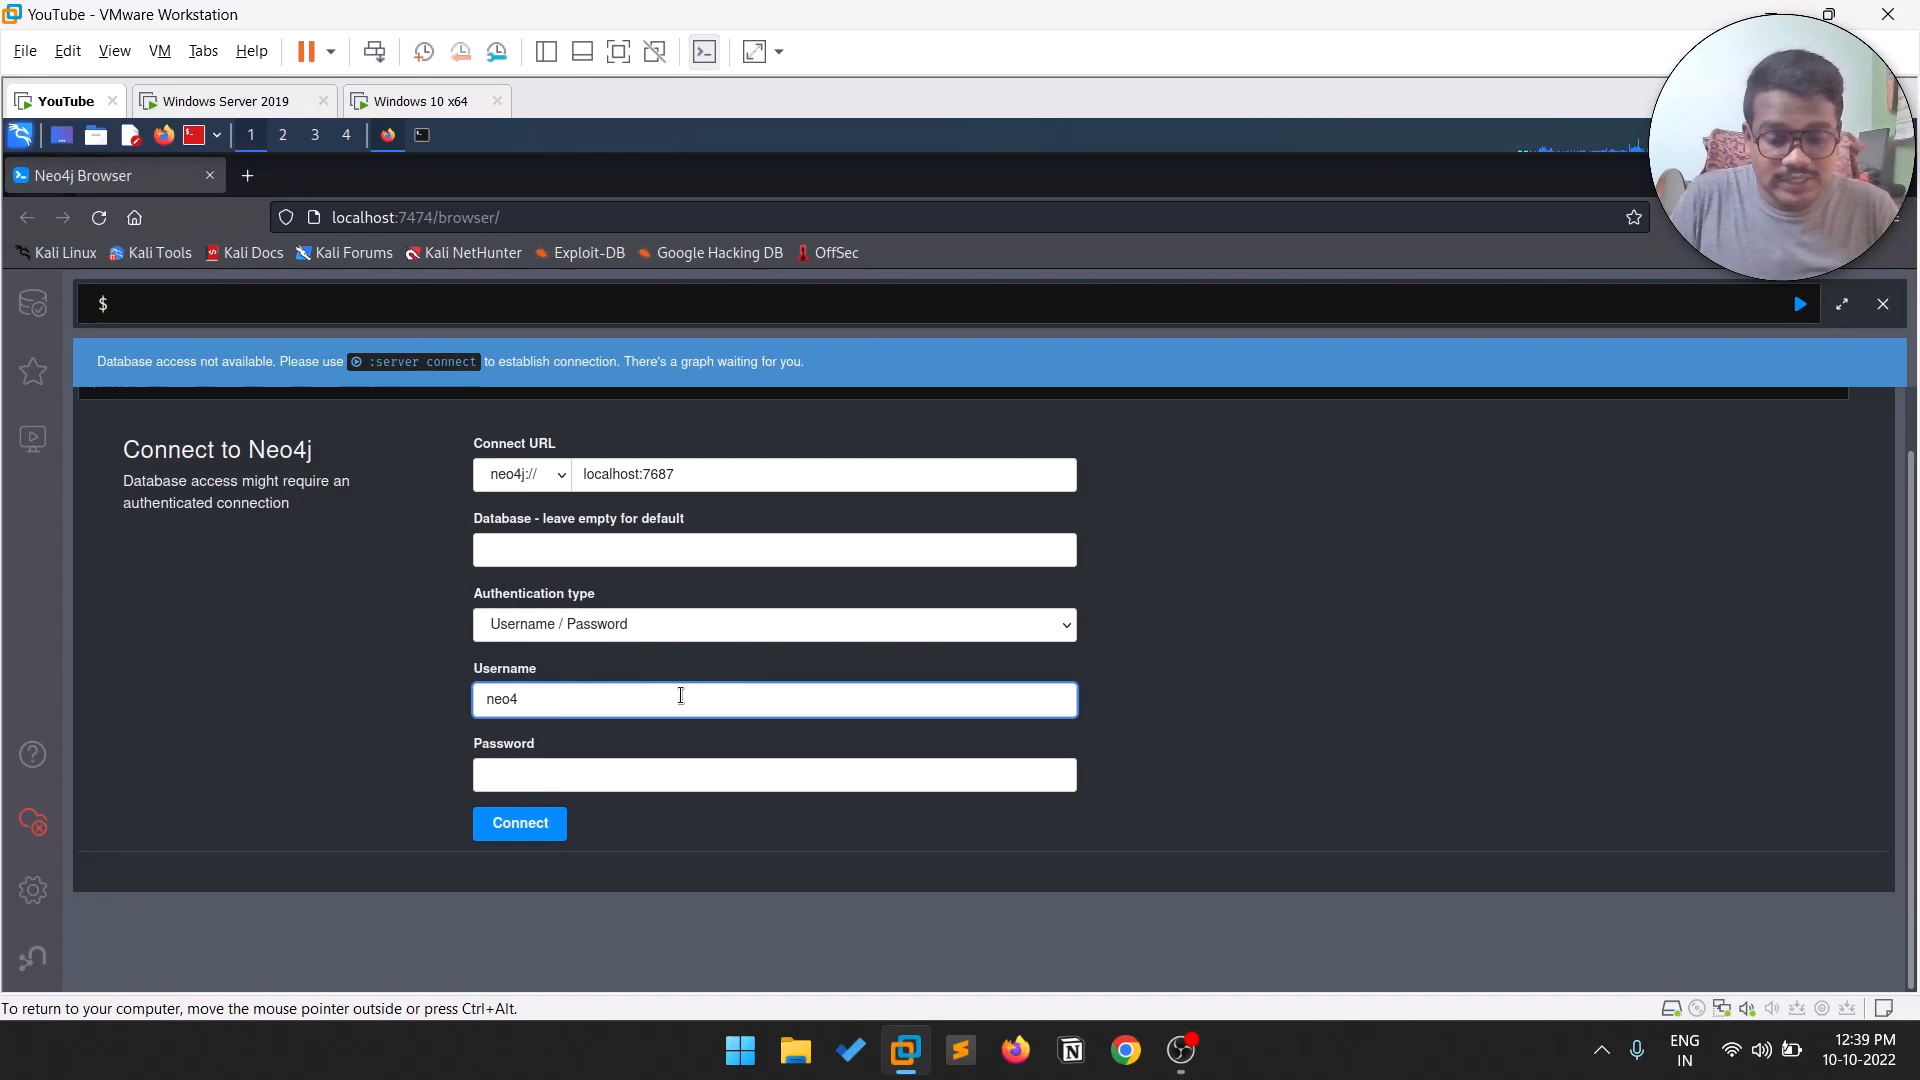 YouTube - VMware Workstation
File Edit View VM Tabs Help
YouTube Windows Server 2019 Windows 10 x64
1 2 3 4
Neo4j Browser
localhost:7474/browser/
Kali Linux Kali Tools Kali Docs Kali Forums Kali NetHunter Exploit-DB Google Hacking DB OffSec
$
Database access not available. Please use :server connect to establish connection. There's a graph waiting for you.
Connect to Neo4j
Database access might require an
authenticated connection
Connect URL
neo4j:// localhost:7687
Database - leave empty for default
Authentication type
Username / Password
Username
neo4
Password
Connect
To return to your computer, move the mouse pointer outside or press Ctrl+Alt.
ENG
IN
12:39 PM
10-10-2022